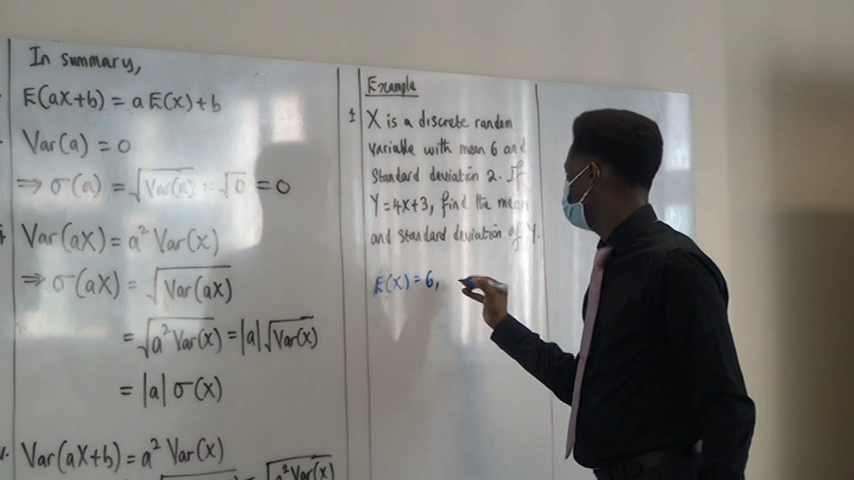 In summary,
E(aX+b) = a E(X) + b
Var(a) = 0
⇒ σ(a) = √Var(a) = √0 = 0
Var(aX) = a² Var(X)
⇒ σ(aX) = √Var(aX)
= √a² Var(X) = |a| √Var(X)
= |a| σ(X)
v. Var(aX+b) = a² Var(X)
√a² Var(X)
Example
1 X is a discrete random
variable with mean 6 and
standard deviation 2. If
Y = 4X+3, find the mean
and standard deviation of Y.
E(X) = 6,